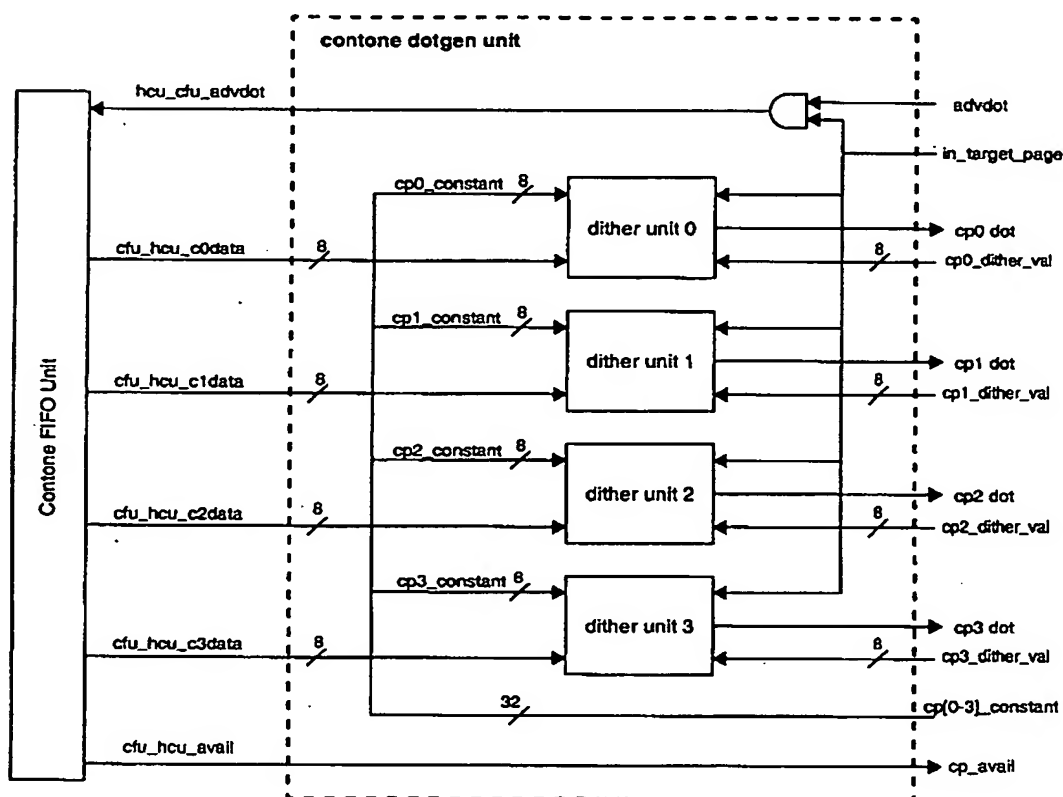 contone dotgen unit
hcu_cfu_advdot
advdot
in_target_page
cp0_constant 8
dither unit 0
cp0 dot
cfu_hcu_c0data 8
8 cp0_dither_val
cp1_constant 8
dither unit 1
cp1 dot
cfu_hcu_c1data 8
8 cp1_dither_val
Contone FIFO Unit
cp2_constant 8
dither unit 2
cp2 dot
cfu_hcu_c2data 8
8 cp2_dither_val
cp3_constant 8
dither unit 3
cp3 dot
cfu_hcu_c3data 8
8 cp3_dither_val
32 cp[0-3]_constant
cfu_hcu_avail
cp_avail